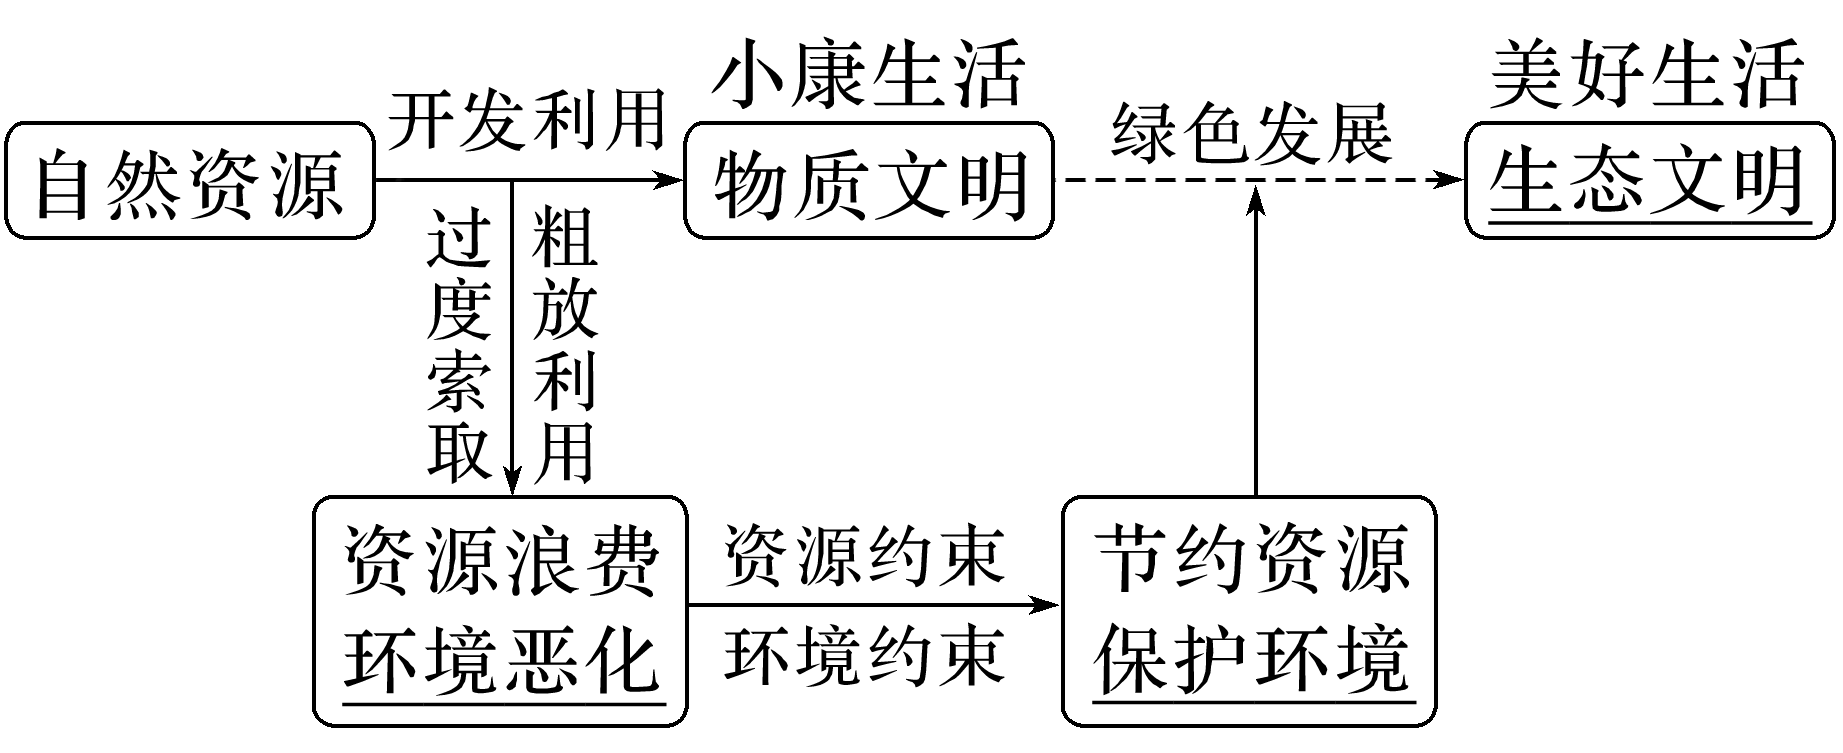 小康生活
美好生活
开发利用
绿色发展
自然资源
物质文明
生态文明
过度索取
粗放利用
资源浪费
环境恶化
资源约束
环境约束
节约资源
保护环境